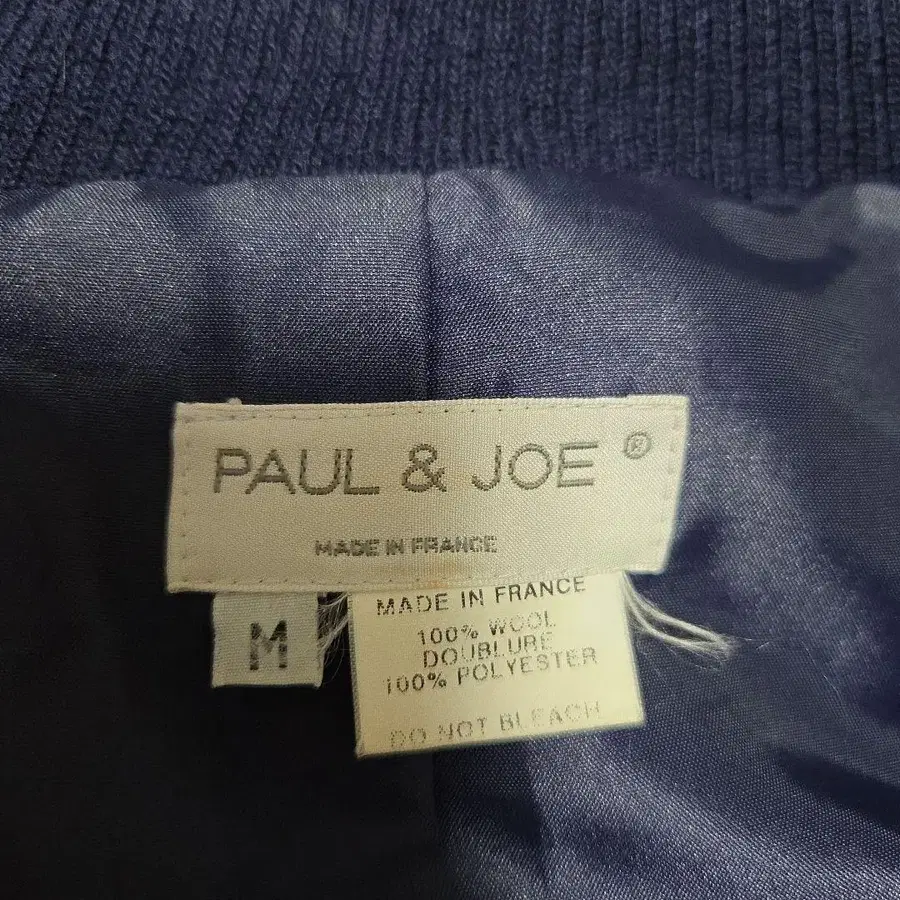 PAUL & JOE ®
MADE IN FRANCE
M
MADE IN FRANCE
100% WOOL
DOUBLURE
100% POLYESTER
DO NOT BLEACH